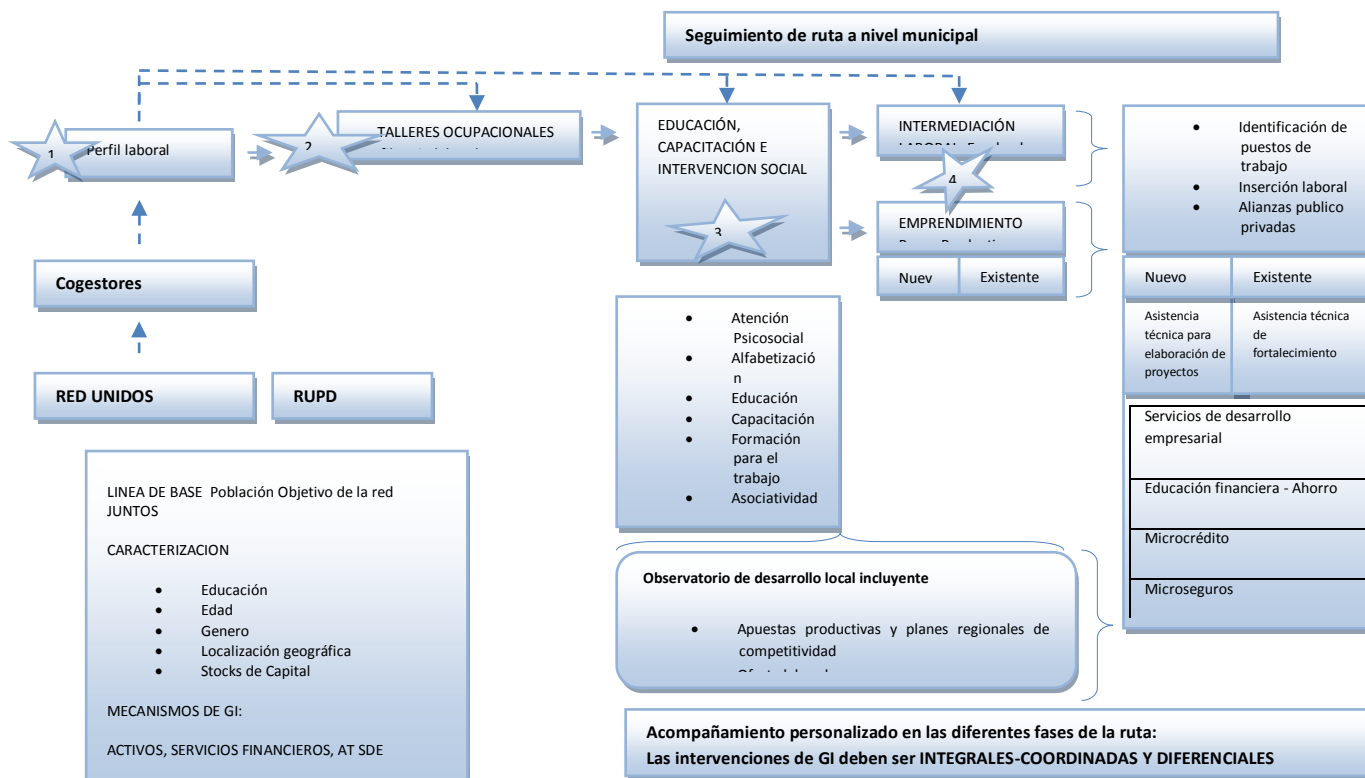 Seguimiento de ruta a nivel municipal
1
Perfil laboral
2
TALLERES OCUPACIONALES
EDUCACIÓN,
CAPACITACIÓN E
INTERVENCION SOCIAL
3
INTERMEDIACIÓN
4
EMPRENDIMIENTO
Nuev
Existente
Identificación de
puestos de
trabajo
Inserción laboral
Alianzas publico
privadas
Nuevo
Existente
Asistencia
técnica para
elaboración de
proyectos
Asistencia técnica
de
fortalecimiento
Servicios de desarrollo
empresarial
Educación financiera - Ahorro
Microcrédito
Microseguros
Cogestores
RED UNIDOS
RUPD
LINEA DE BASE Población Objetivo de la red
JUNTOS
CARACTERIZACION
Educación
Edad
Genero
Localización geográfica
Stocks de Capital
MECANISMOS DE GI:
ACTIVOS, SERVICIOS FINANCIEROS, AT SDE
Atención
Psicosocial
Alfabetizació
n
Educación
Capacitación
Formación
para el
trabajo
Asociatividad
Observatorio de desarrollo local incluyente
Apuestas productivas y planes regionales de
competitividad
Acompañamiento personalizado en las diferentes fases de la ruta:
Las intervenciones de GI deben ser INTEGRALES-COORDINADAS Y DIFERENCIALES